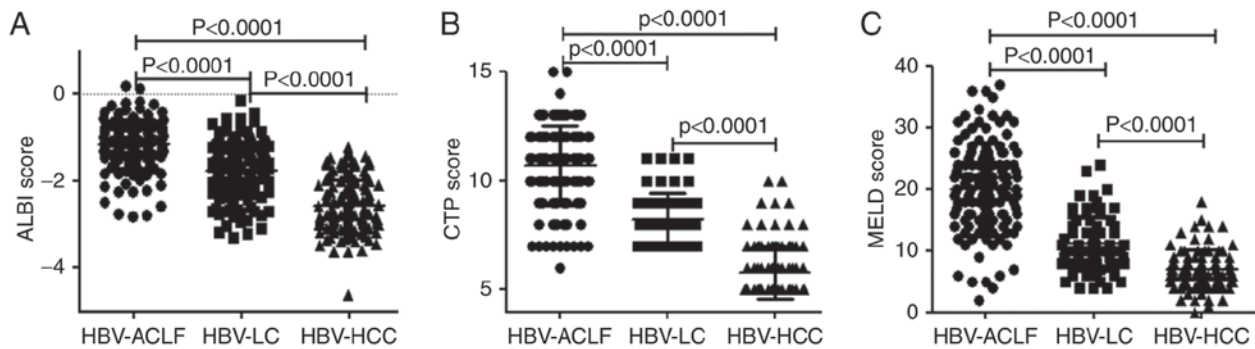 A
P<0.0001
P<0.0001
P<0.0001
ALBI score
0
−2
−4
HBV-ACLF HBV-LC HBV-HCC
B
P<0.0001
p<0.0001
p<0.0001
CTP score
15
10
5
HBV-ACLF HBV-LC HBV-HCC
C
P<0.0001
P<0.0001
P<0.0001
MELD score
40
30
20
10
0
HBV-ACLF HBV-LC HBV-HCC